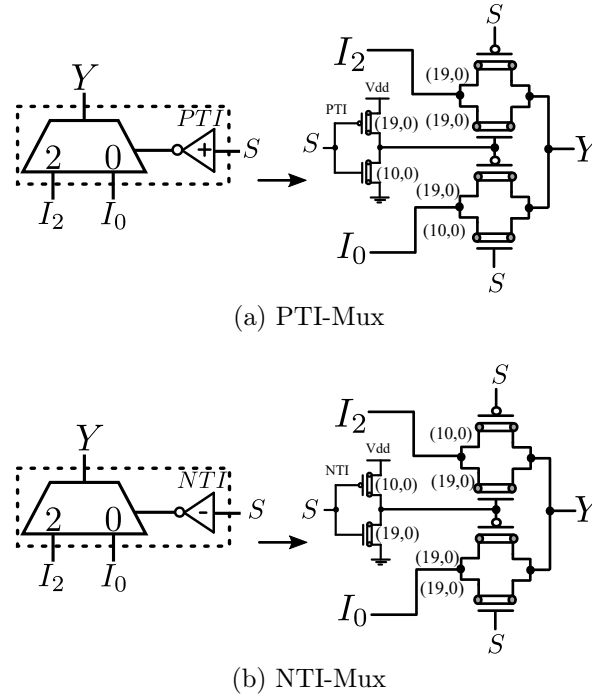 Y
PTI
2 0 + S
I2 I0
S
I2
(19,0)
Vdd
PTI
(19,0)
(19,0)
S
(10,0)
(19,0)
Y
(10,0)
I0
S
(a) PTI-Mux
Y
NTI
2 0 - S
I2 I0
S
I2
(10,0)
Vdd
NTI
(10,0)
(19,0)
S
(19,0)
(19,0)
Y
(19,0)
I0
S
(b) NTI-Mux